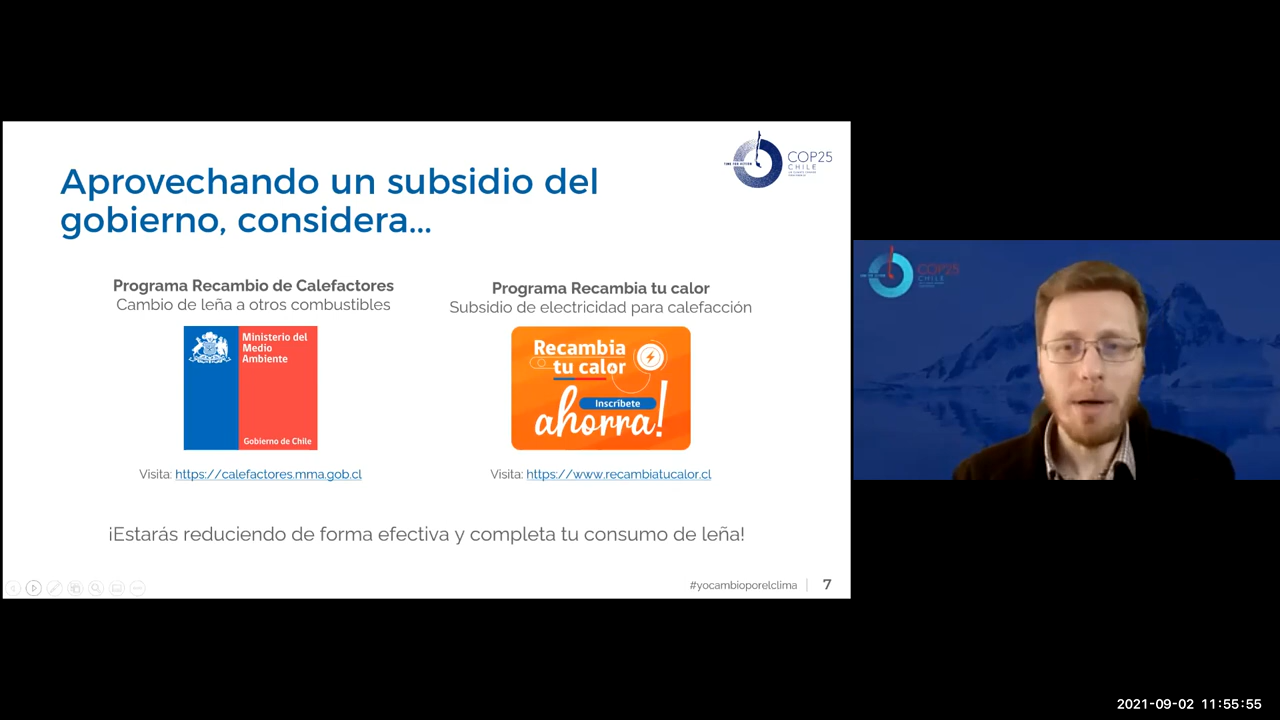 Aprovechando un subsidio del
gobierno, considera...
COP25
CHILE
Programa Recambio de Calefactores
Cambio de leña a otros combustibles
Ministerio del
Medio
Ambiente
Gobierno de Chile
Visita: https://calefactores.mma.gob.cl
Programa Recambia tu calor
Subsidio de electricidad para calefacción
Recambia
tu calor
Inscríbete
ahorra!
Visita: https://www.recambiatucalor.cl
¡Estarás reduciendo de forma efectiva y completa tu consumo de leña!
#yocambioporelclima
7
COP25
CHILE
2021-09-02 11:55:55